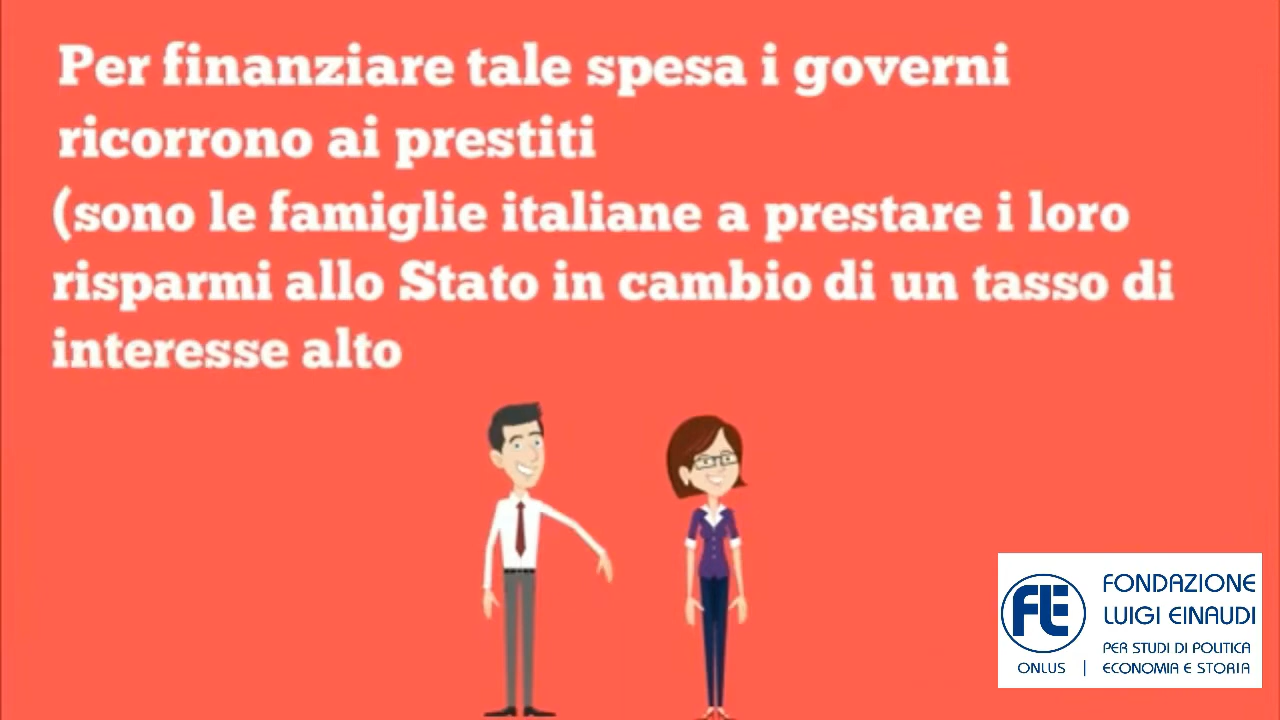 Per finanziare tale spesa i governi
ricorrono ai prestiti
(sono le famiglie italiane a prestare i loro
risparmi allo Stato in cambio di un tasso di
interesse alto
FE
FONDAZIONE
LUIGI EINAUDI
PER STUDI DI POLITICA
ONLUS | ECONOMIA E STORIA